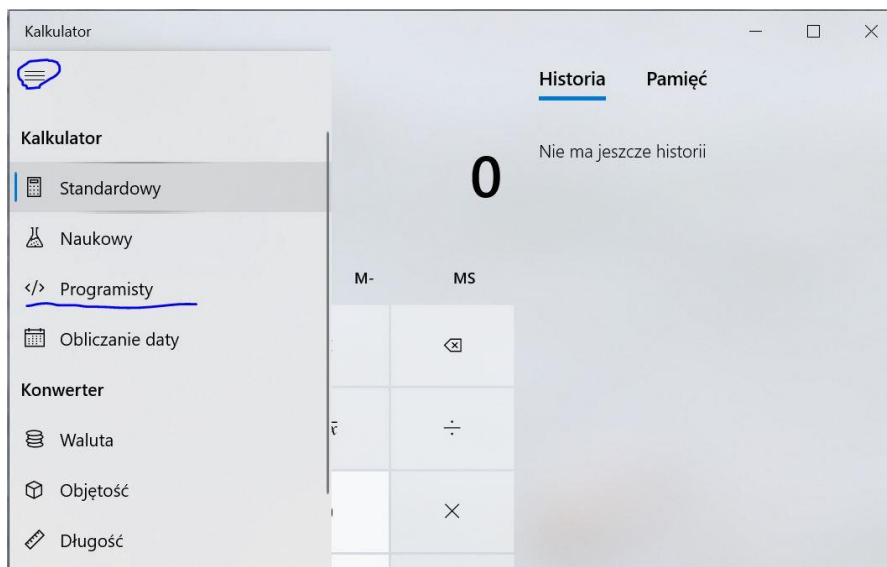 Kalkulator
Historia Pamięć
Kalkulator
Nie ma jeszcze historii
0
Standardowy
Naukowy
M- MS
Programisty
Obliczanie daty
Konwerter
Waluta
÷
Objętość
×
Długość